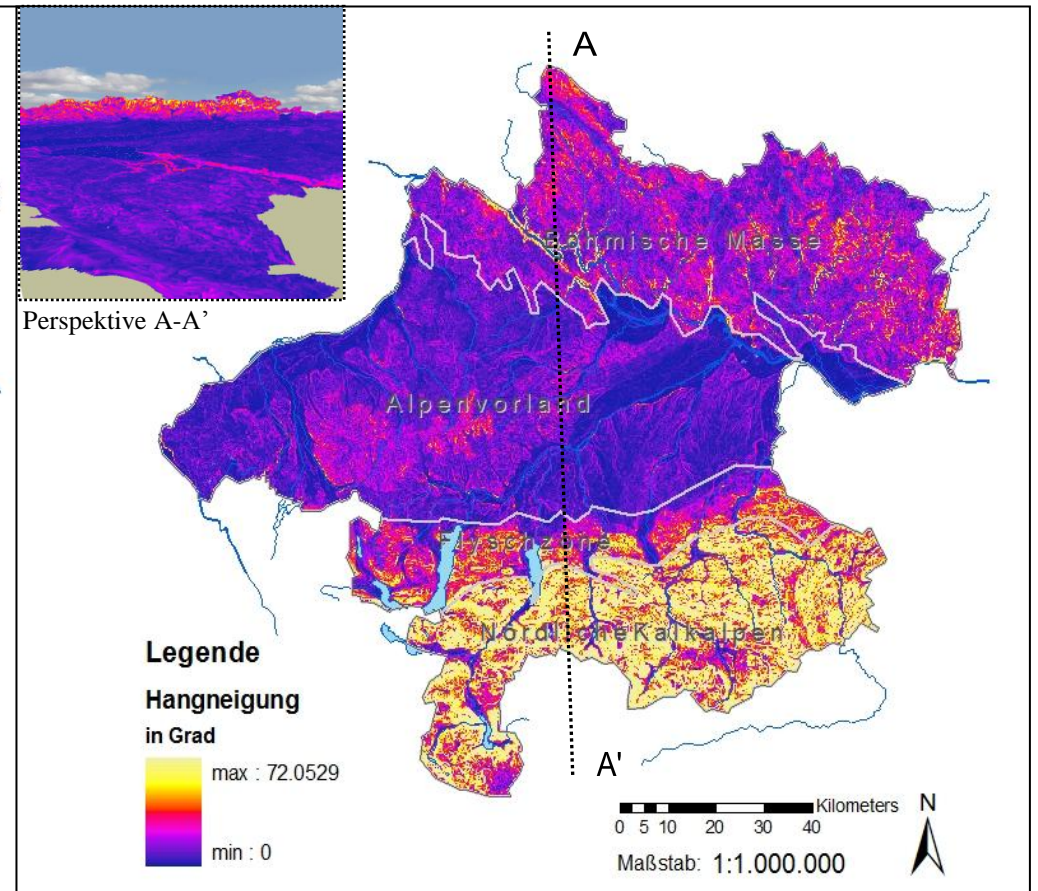 Perspektive A-A’
A
Böhmische Masse
Alpenvorland
Flyschzone
Nördliche Kalkalpen
A'
Legende
Hangneigung
in Grad
max : 72.0529
min : 0
Kilometers
0 5 10 20 30 40
Maßstab: 1:1.000.000
N